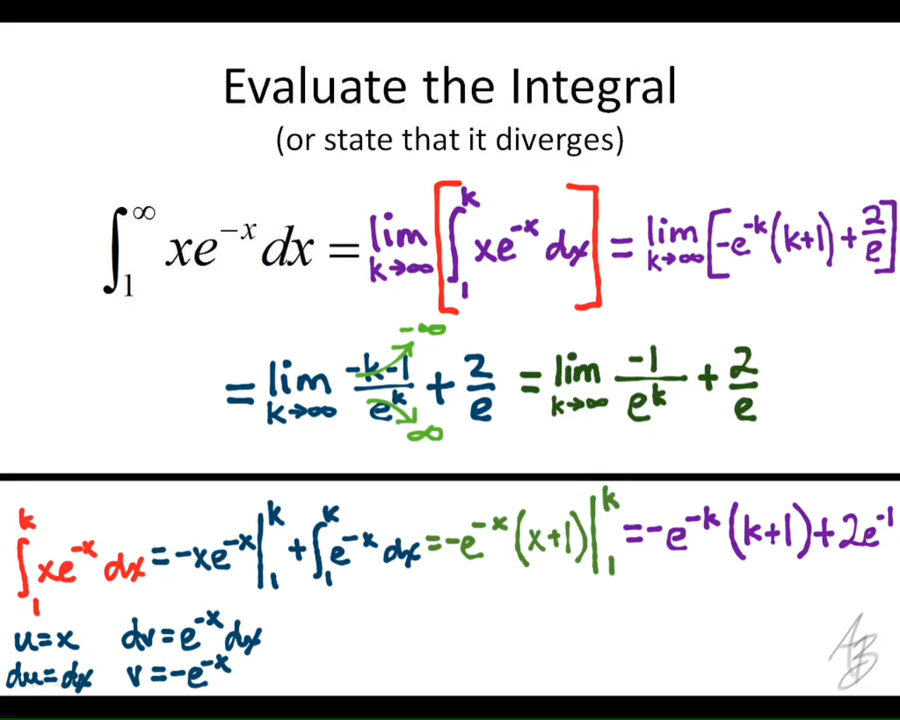 Evaluate the Integral
(or state that it diverges)
∫₁^∞ xe^{-x} dx = lim_{k→∞} [∫₁^k xe^{-x} dx] = lim_{k→∞} [-e^{-k}(k+1) + 2/e]
-∞
= lim_{k→∞} (-k-1)/e^k + 2/e = lim_{k→∞} -1/e^k + 2/e
∞
∫₁^k xe^{-x} dx = -xe^{-x}|₁^k + ∫₁^k e^{-x} dx = -e^{-x}(x+1)|₁^k = -e^{-k}(k+1) + 2e^{-1}
u=x dv=e^{-x}dx
du=dx v=-e^{-x}
AB